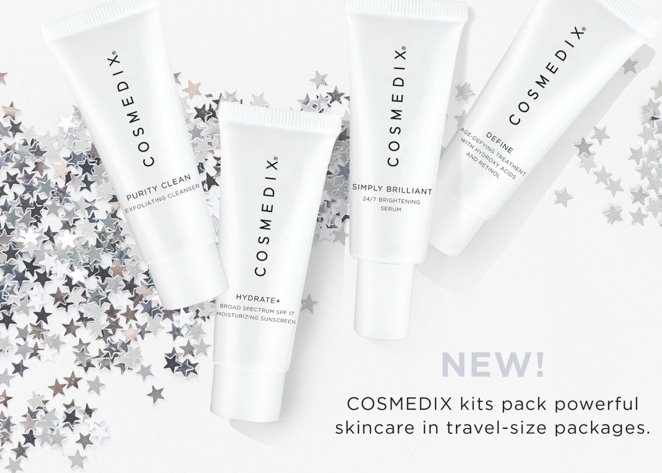 COSMEDIX®
PURITY CLEAN
EXFOLIATING CLEANSER
COSMEDIX®
HYDRATE+
BROAD SPECTRUM SPF 17
MOISTURIZING SUNSCREEN
COSMEDIX®
SIMPLY BRILLIANT
24/7 BRIGHTENING
SERUM
COSMEDIX®
DEFINE
AGE-DEFYING TREATMENT
WITH HYDROXY ACIDS
AND RETINOL
NEW!
COSMEDIX kits pack powerful
skincare in travel-size packages.